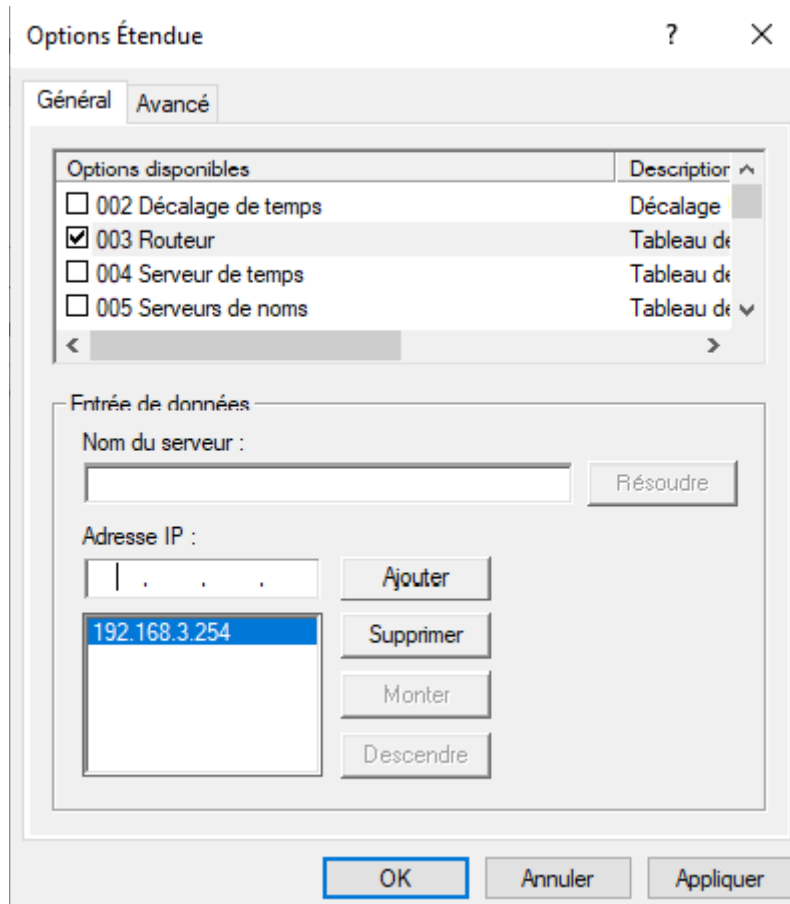 Options Étendue ? ×
Général Avancé
Options disponibles Description
002 Décalage de temps Décalage
003 Routeur Tableau de
004 Serveur de temps Tableau de
005 Serveurs de noms Tableau de
Entrée de données
Nom du serveur :
Résoudre
Adresse IP :
. . . Ajouter
192.168.3.254 Supprimer
Monter
Descendre
OK Annuler Appliquer